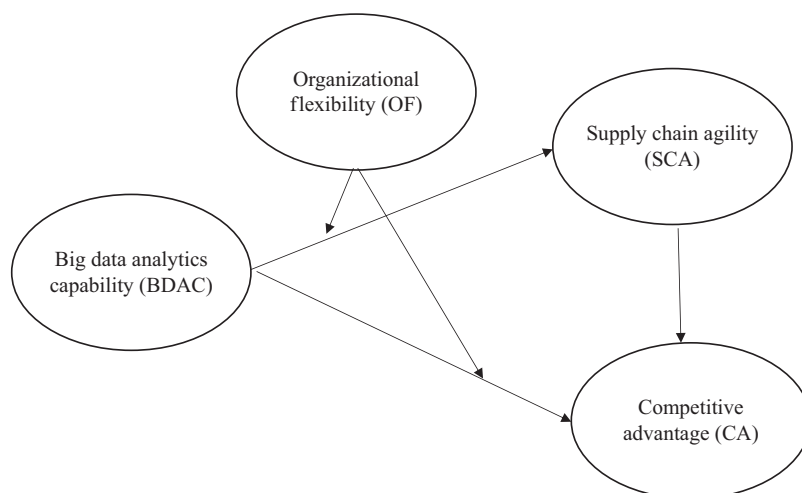 Organizational
flexibility (OF)
Supply chain agility
(SCA)
Big data analytics
capability (BDAC)
Competitive
advantage (CA)